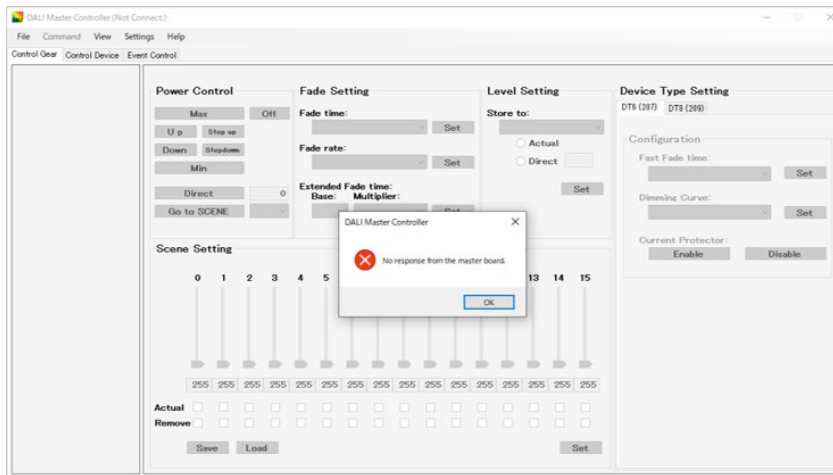 DALI Master Controller (Not Connect.)
File Command View Settings Help
Control Gear Control Device Event Control
Power Control
Max Off
U p Step up
Down Stepdown
Min
Direct 0
Go to SCENE
Fade Setting
Fade time:
Set
Fade rate:
Set
Extended Fade time:
Base: Multiplier:
Level Setting
Store to:
Actual
Direct
Set
Device Type Setting
DT6 (207) DT8 (209)
Configuration
Fast Fade time:
Set
Dimming Curve:
Set
Current Protector:
Enable Disable
DALI Master Controller
No response from the master board.
OK
Scene Setting
0 1 2 3 4 5 13 14 15
255 255 255 255 255 255 255 255 255 255 255 255 255 255 255 255
Actual
Remove
Save Load Set